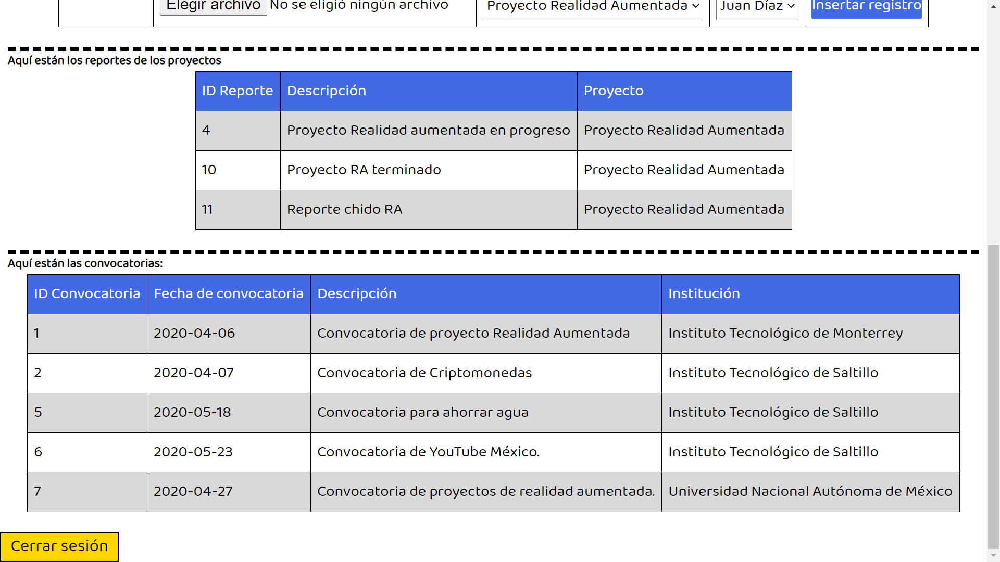 Elegir archivo No se eligió ningún archivo Proyecto Realidad Aumentada Juan Díaz Insertar registro
Aquí están los reportes de los proyectos
ID Reporte Descripción Proyecto
4 Proyecto Realidad aumentada en progreso Proyecto Realidad Aumentada
10 Proyecto RA terminado Proyecto Realidad Aumentada
11 Reporte chido RA Proyecto Realidad Aumentada
Aquí están las convocatorias:
ID Convocatoria Fecha de convocatoria Descripción Institución
1 2020-04-06 Convocatoria de proyecto Realidad Aumentada Instituto Tecnológico de Monterrey
2 2020-04-07 Convocatoria de Criptomonedas Instituto Tecnológico de Saltillo
5 2020-05-18 Convocatoria para ahorrar agua Instituto Tecnológico de Saltillo
6 2020-05-23 Convocatoria de YouTube México. Instituto Tecnológico de Saltillo
7 2020-04-27 Convocatoria de proyectos de realidad aumentada. Universidad Nacional Autónoma de México
Cerrar sesión